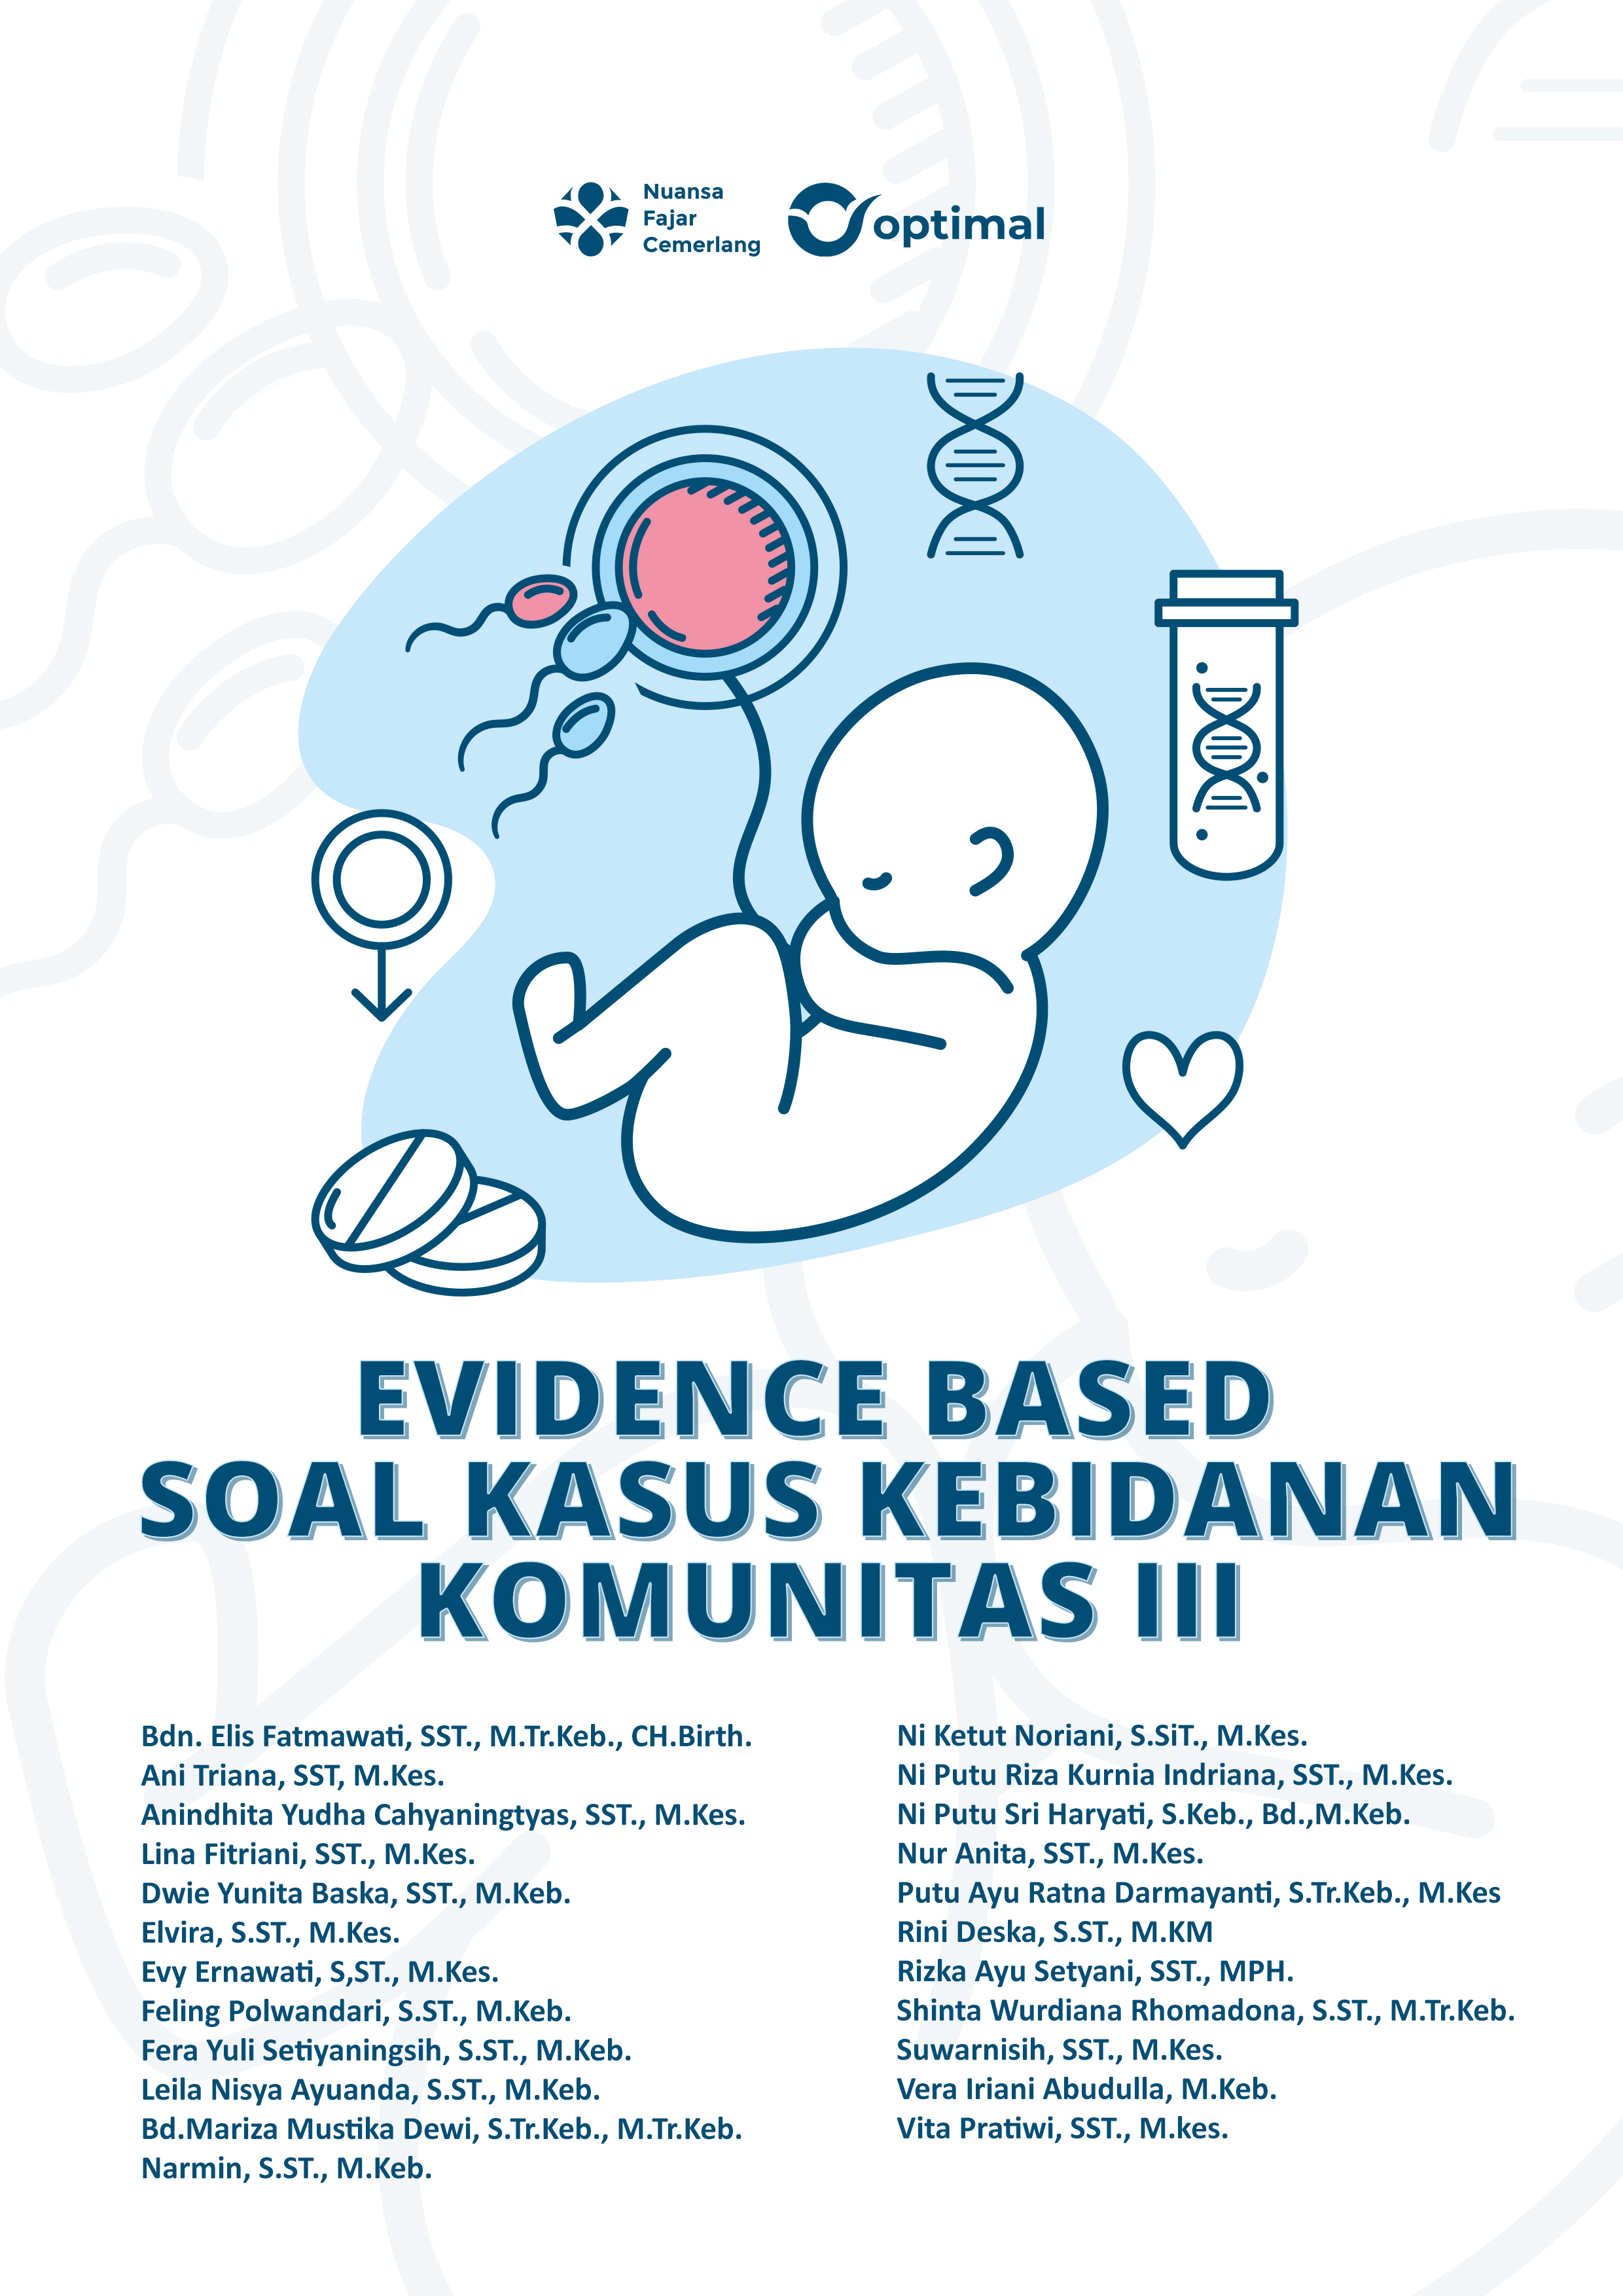 Nuansa
Fajar
Cemerlang
optimal
EVIDENCE BASED
SOAL KASUS KEBIDANAN
KOMUNITAS III
Bdn. Elis Fatmawati, SST., M.Tr.Keb., CH.Birth.
Ani Triana, SST, M.Kes.
Anindhita Yudha Cahyaningtyas, SST., M.Kes.
Lina Fitriani, SST., M.Kes.
Dwie Yunita Baska, SST., M.Keb.
Elvira, S.ST., M.Kes.
Evy Ernawati, S,ST., M.Kes.
Feling Polwandari, S.ST., M.Keb.
Fera Yuli Setiyaningsih, S.ST., M.Keb.
Leila Nisya Ayuanda, S.ST., M.Keb.
Bd.Mariza Mustika Dewi, S.Tr.Keb., M.Tr.Keb.
Narmin, S.ST., M.Keb.
Ni Ketut Noriani, S.SiT., M.Kes.
Ni Putu Riza Kurnia Indriana, SST., M.Kes.
Ni Putu Sri Haryati, S.Keb., Bd.,M.Keb.
Nur Anita, SST., M.Kes.
Putu Ayu Ratna Darmayanti, S.Tr.Keb., M.Kes
Rini Deska, S.ST., M.KM
Rizka Ayu Setyani, SST., MPH.
Shinta Wurdiana Rhomadona, S.ST., M.Tr.Keb.
Suwarnisih, SST., M.Kes.
Vera Iriani Abudulla, M.Keb.
Vita Pratiwi, SST., M.kes.